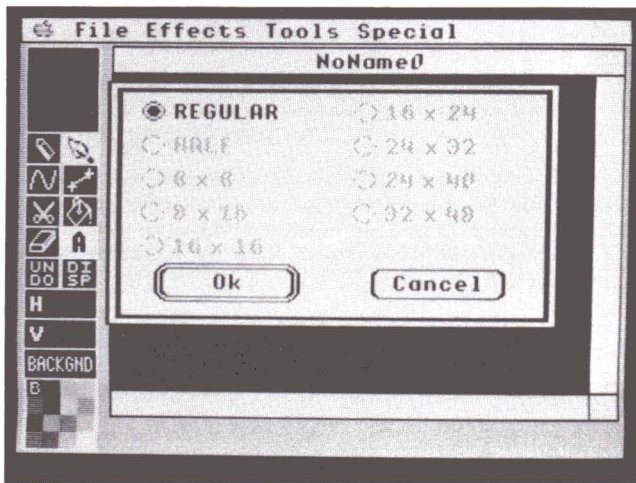 File Effects Tools Special
NoName0
REGULAR
16 x 24
HALF
24 x 32
8 x 8
24 x 40
8 x 16
32 x 48
16 x 16
Ok
Cancel
A
UN
DO
DI
SP
H
V
BACKGND
B